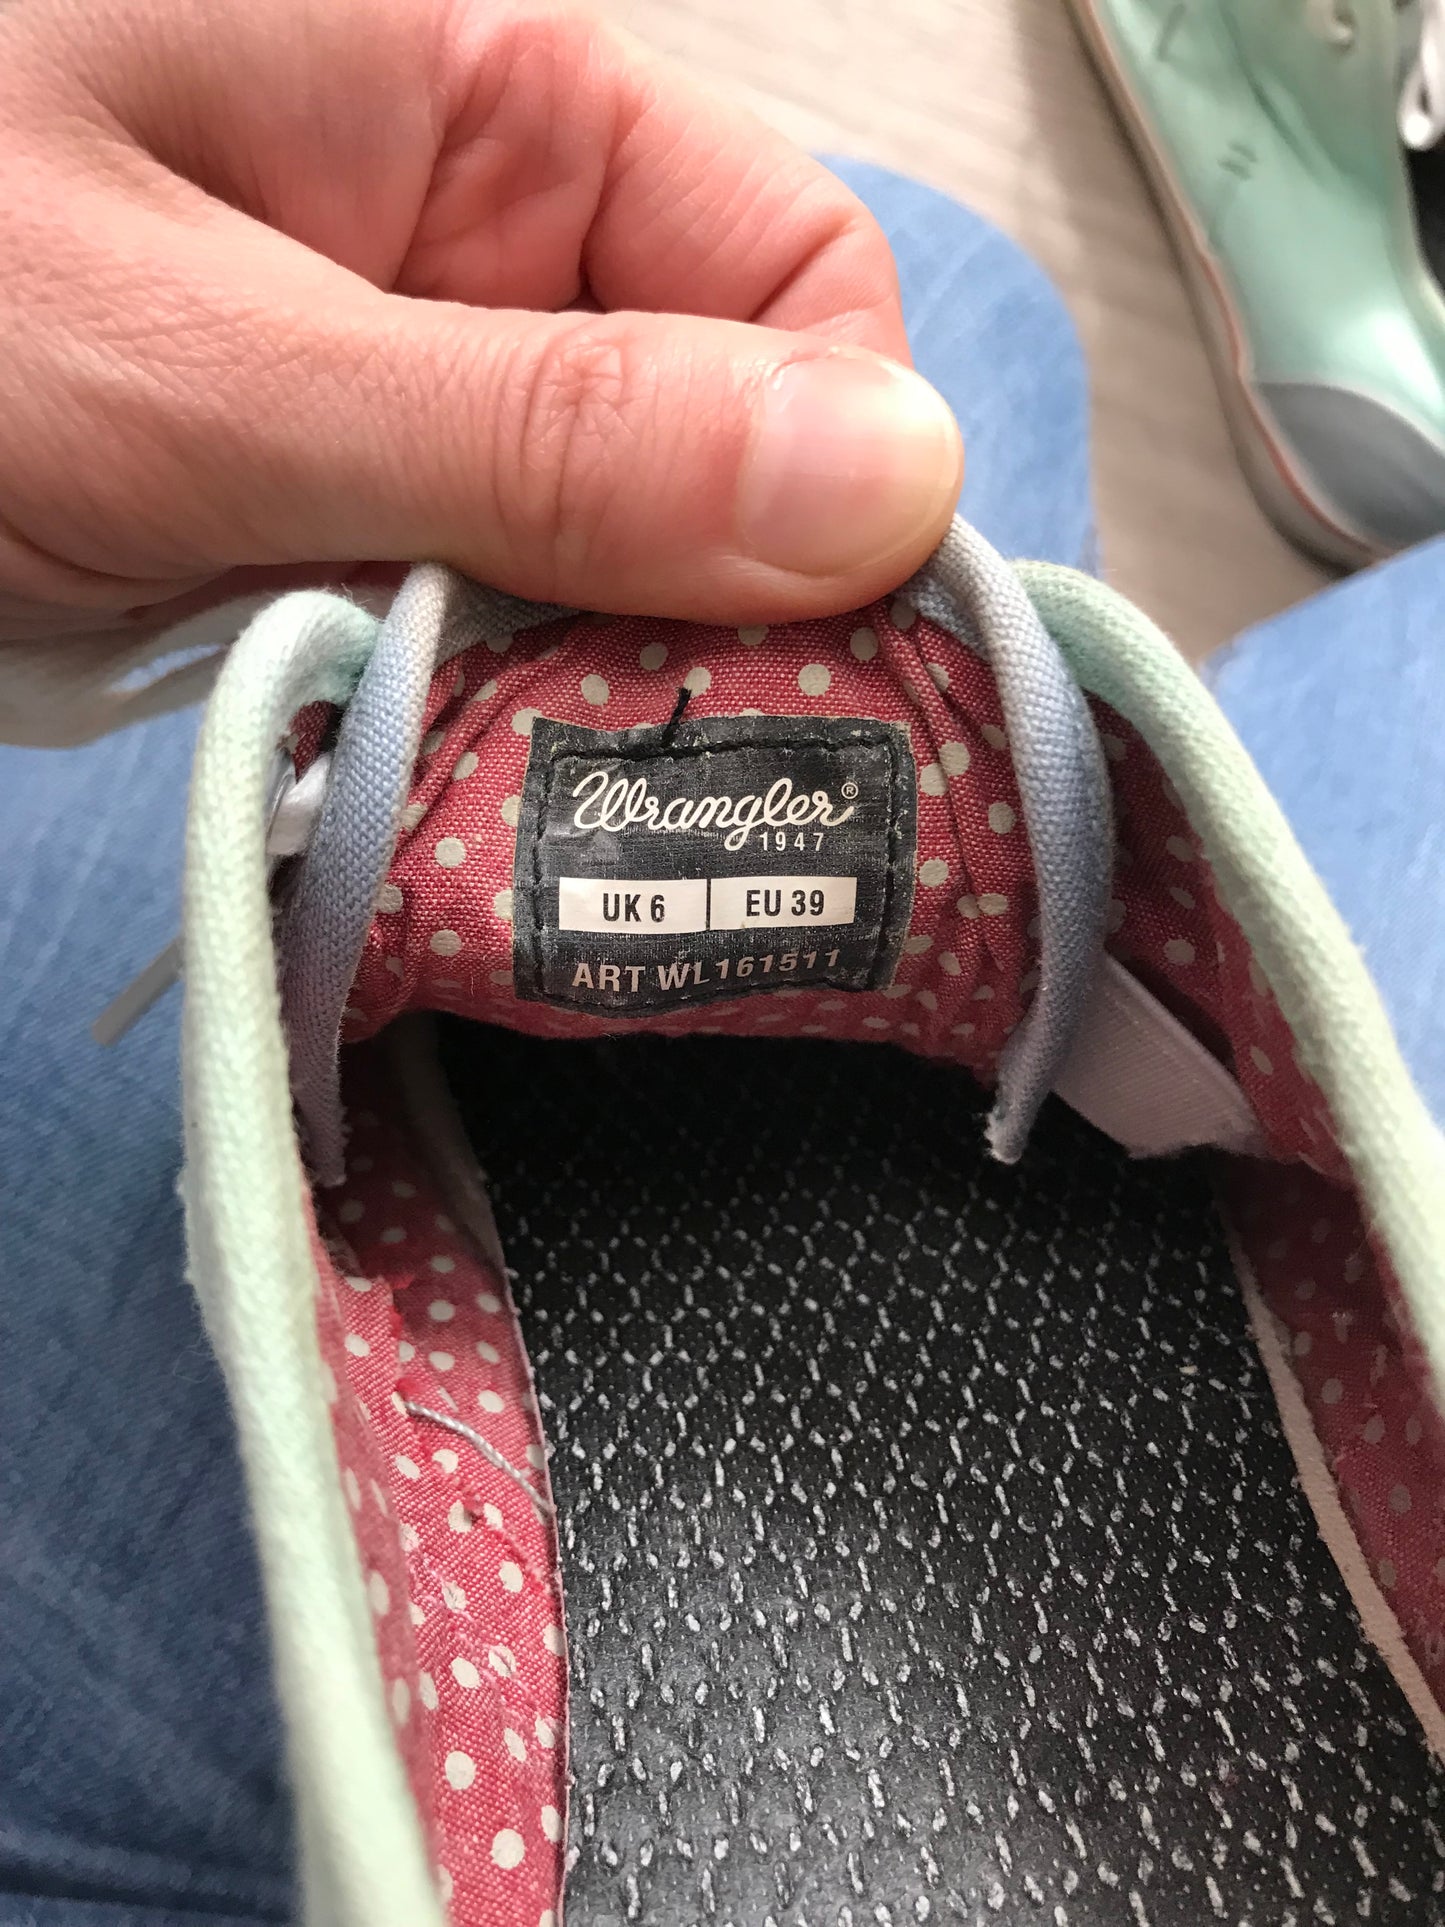 Wrangler®
1947
UK 6 EU 39
ART WL161511